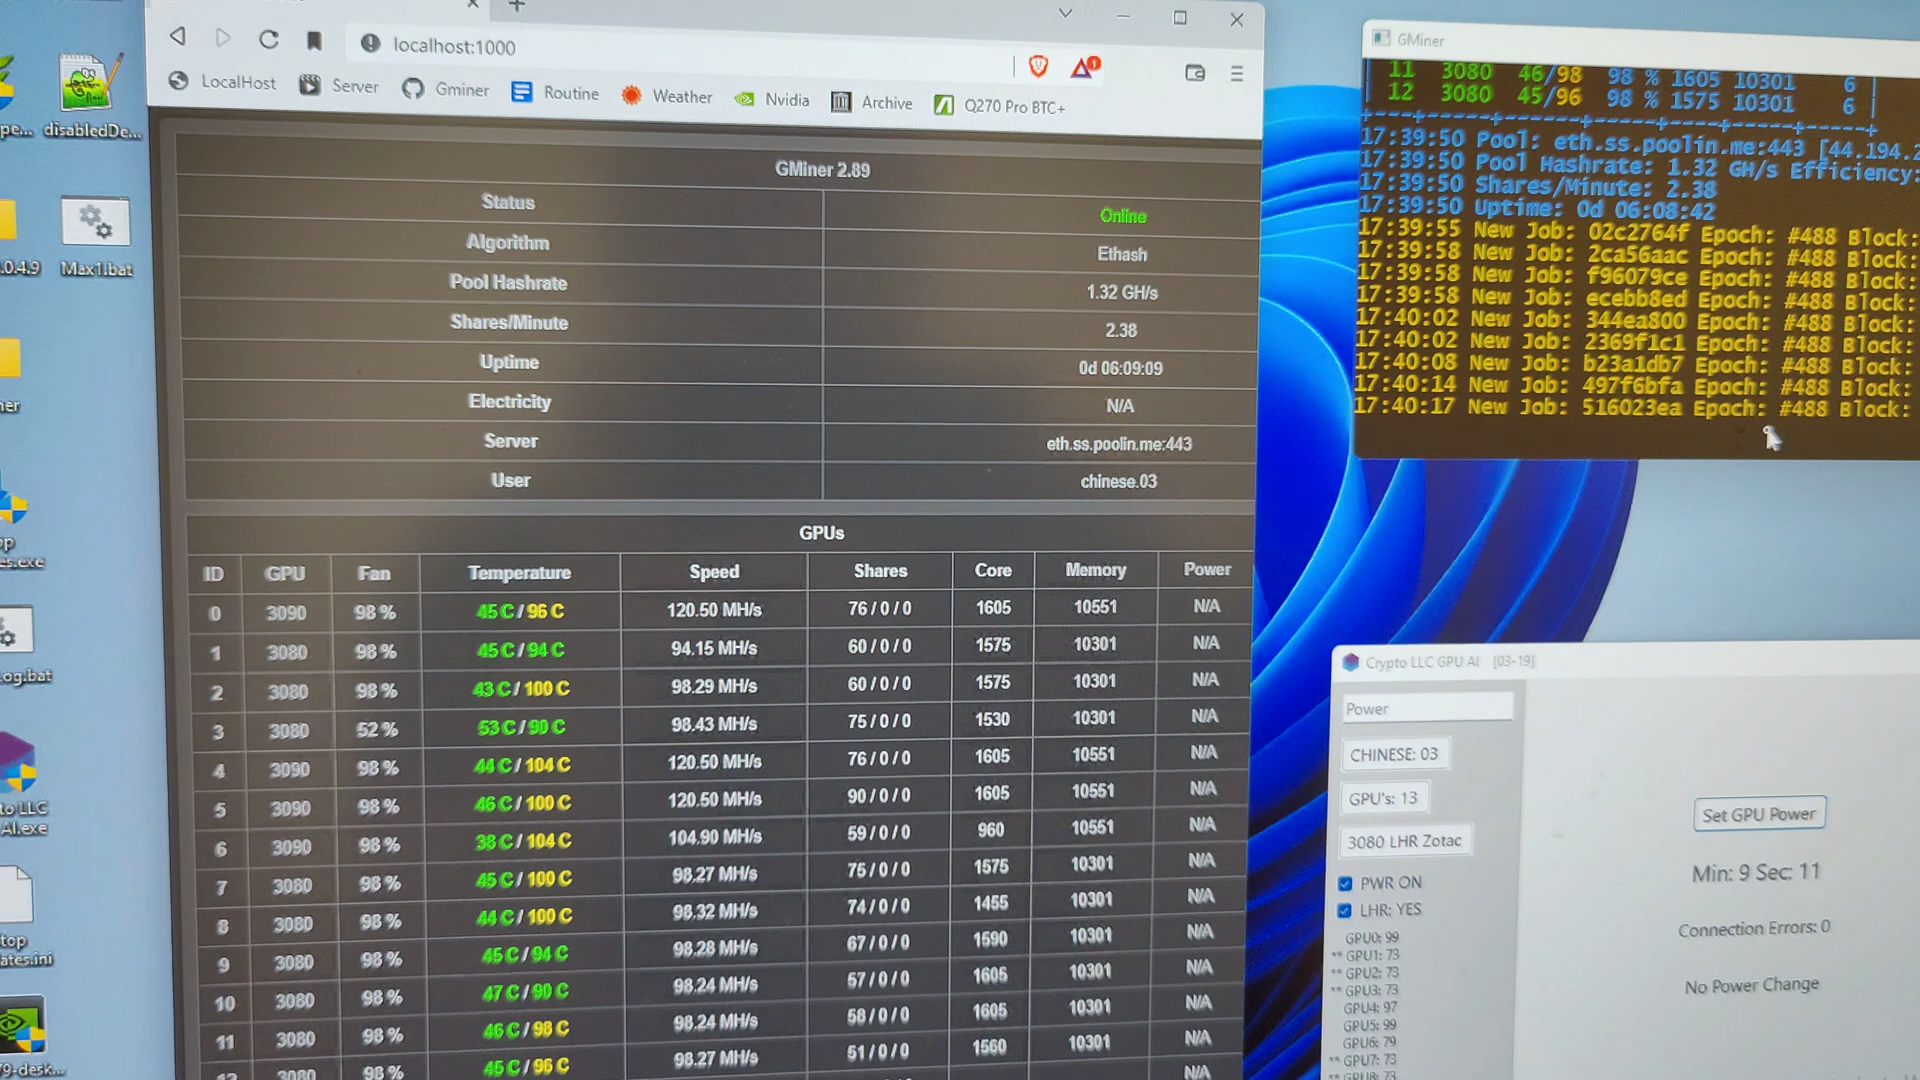 localhost:1000
LocalHost Server Gminer Routine Weather Nvidia Archive Q270 Pro BTC+
disabledDe...
Max1.bat
GMiner 2.89
Status Online
Algorithm Ethash
Pool Hashrate 1.32 GH/s
Shares/Minute 2.38
Uptime 0d 06:09:09
Electricity N/A
Server eth.ss.poolin.me:443
User chinese.03
GPUs
ID GPU Fan Temperature Speed Shares Core Memory Power
0 3090 98 % 45 C / 96 C 120.50 MH/s 76 / 0 / 0 1605 10551 N/A
1 3080 98 % 45 C / 94 C 94.15 MH/s 60 / 0 / 0 1575 10301 N/A
2 3080 98 % 43 C / 100 C 98.29 MH/s 60 / 0 / 0 1575 10301 N/A
3 3080 52 % 53 C / 90 C 98.43 MH/s 75 / 0 / 0 1530 10301 N/A
4 3090 98 % 44 C / 104 C 120.50 MH/s 76 / 0 / 0 1605 10551 N/A
5 3090 98 % 46 C / 100 C 120.50 MH/s 90 / 0 / 0 1605 10551 N/A
6 3090 98 % 38 C / 104 C 104.90 MH/s 59 / 0 / 0 960 10551 N/A
7 3080 98 % 45 C / 100 C 98.27 MH/s 75 / 0 / 0 1575 10301 N/A
8 3080 98 % 44 C / 100 C 98.32 MH/s 74 / 0 / 0 1455 10301 N/A
9 3080 98 % 45 C / 94 C 98.28 MH/s 67 / 0 / 0 1590 10301 N/A
10 3080 98 % 47 C / 90 C 98.24 MH/s 57 / 0 / 0 1605 10301 N/A
11 3080 98 % 46 C / 98 C 98.24 MH/s 58 / 0 / 0 1605 10301 N/A
3080 98 % 45 C / 96 C 98.27 MH/s 51 / 0 / 0 1560 10301 N/A
GMiner
11 3080 46/98 98 % 1605 10301 6
12 3080 45/96 98 % 1575 10301 6
17:39:50 Pool: eth.ss.poolin.me:443 [44.194.2
17:39:50 Pool Hashrate: 1.32 GH/s Efficiency:
17:39:50 Shares/Minute: 2.38
17:39:50 Uptime: 0d 06:08:42
17:39:55 New Job: 02c2764f Epoch: #488 Block:
17:39:58 New Job: 2ca56aac Epoch: #488 Block:
17:39:58 New Job: f96079ce Epoch: #488 Block:
17:39:58 New Job: ecebb8ed Epoch: #488 Block:
17:40:02 New Job: 344ea800 Epoch: #488 Block:
17:40:02 New Job: 2369f1c1 Epoch: #488 Block:
17:40:08 New Job: b23a1db7 Epoch: #488 Block:
17:40:14 New Job: 497f6bfa Epoch: #488 Block:
17:40:17 New Job: 516023ea Epoch: #488 Block:
Crypto LLC GPU AI [03-19]
Power
CHINESE: 03
GPU's: 13
3080 LHR Zotac
PWR ON
LHR: YES
GPU0: 99
** GPU1: 73
** GPU2: 73
** GPU3: 73
GPU4: 97
GPU5: 99
GPU6: 79
** GPU7: 73
** GPU8: 73
Set GPU Power
Min: 9 Sec: 11
Connection Errors: 0
No Power Change